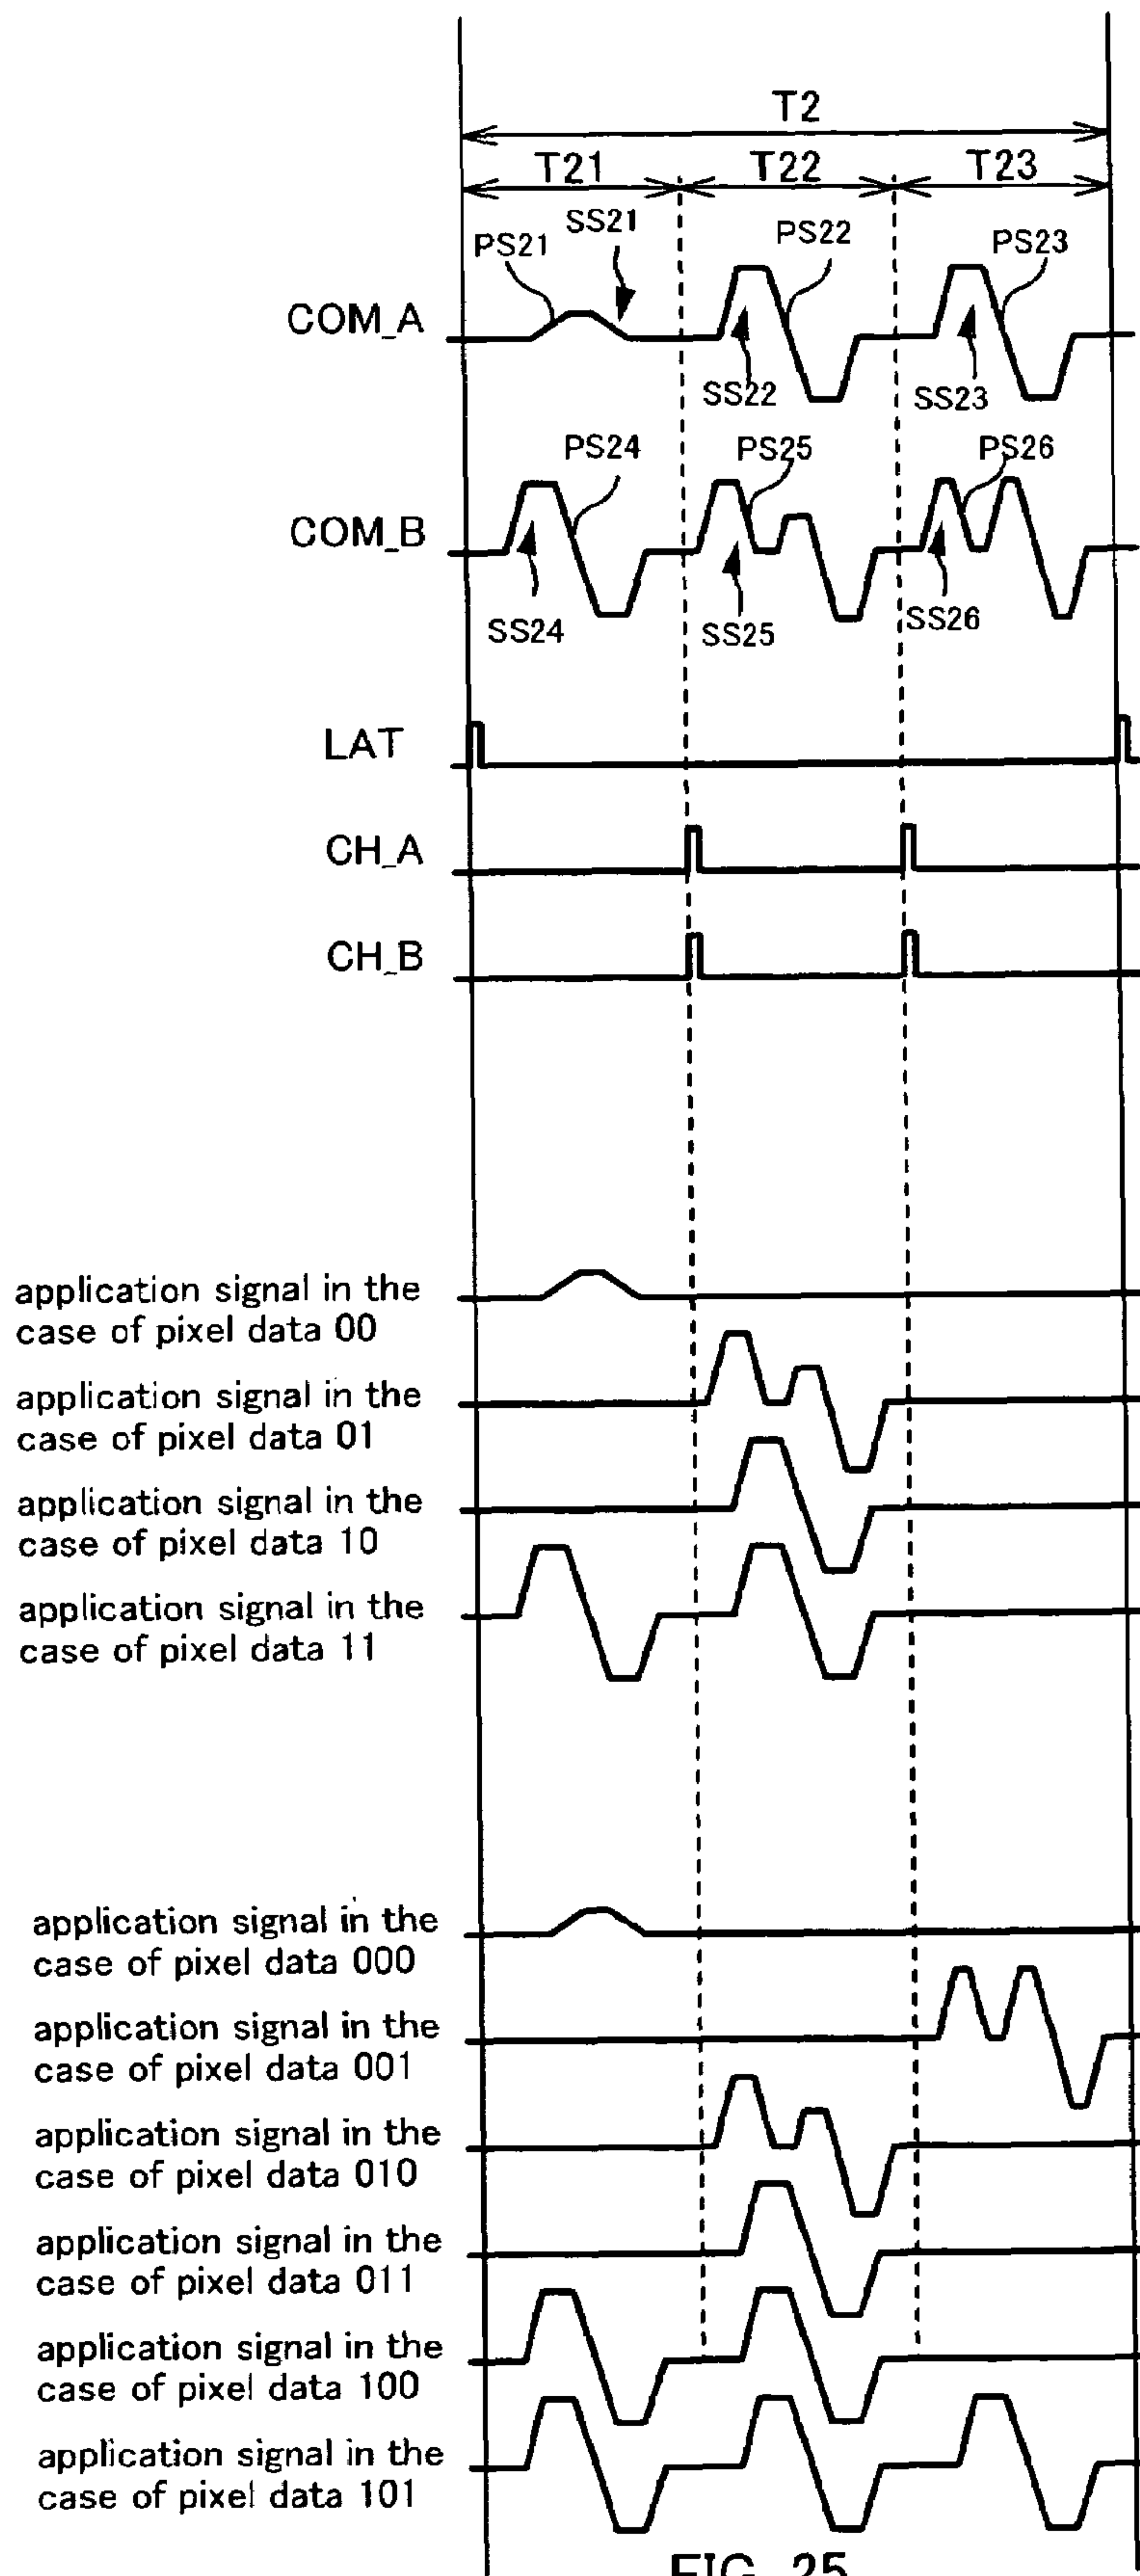 T2
T21 T22 T23
PS21 SS21 PS22 PS23
COM_A
SS22 SS23
PS24 PS25 PS26
COM_B
SS24 SS25 SS26
LAT
CH_A
CH_B
application signal in the
case of pixel data 00
application signal in the
case of pixel data 01
application signal in the
case of pixel data 10
application signal in the
case of pixel data 11
application signal in the
case of pixel data 000
application signal in the
case of pixel data 001
application signal in the
case of pixel data 010
application signal in the
case of pixel data 011
application signal in the
case of pixel data 100
application signal in the
case of pixel data 101
FIG. 25